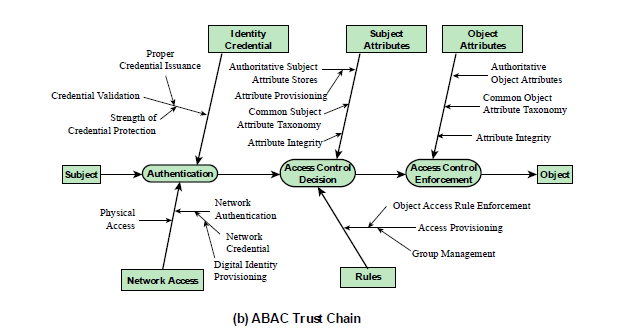 Identity
Credential
Subject
Attributes
Object
Attributes
Proper
Credential Issuance
Credential Validation
Strength of
Credential Protection
Authoritative Subject
Attribute Stores
Attribute Provisioning
Common Subject
Attribute Taxonomy
Attribute Integrity
Authoritative
Object Attributes
Common Object
Attribute Taxonomy
Attribute Integrity
Subject
Authentication
Access Control
Decision
Access Control
Enforcement
Object
Physical
Access
Network
Authentication
Network
Credential
Digital Identity
Provisioning
Object Access Rule Enforcement
Access Provisioning
Group Management
Network Access
Rules
(b) ABAC Trust Chain